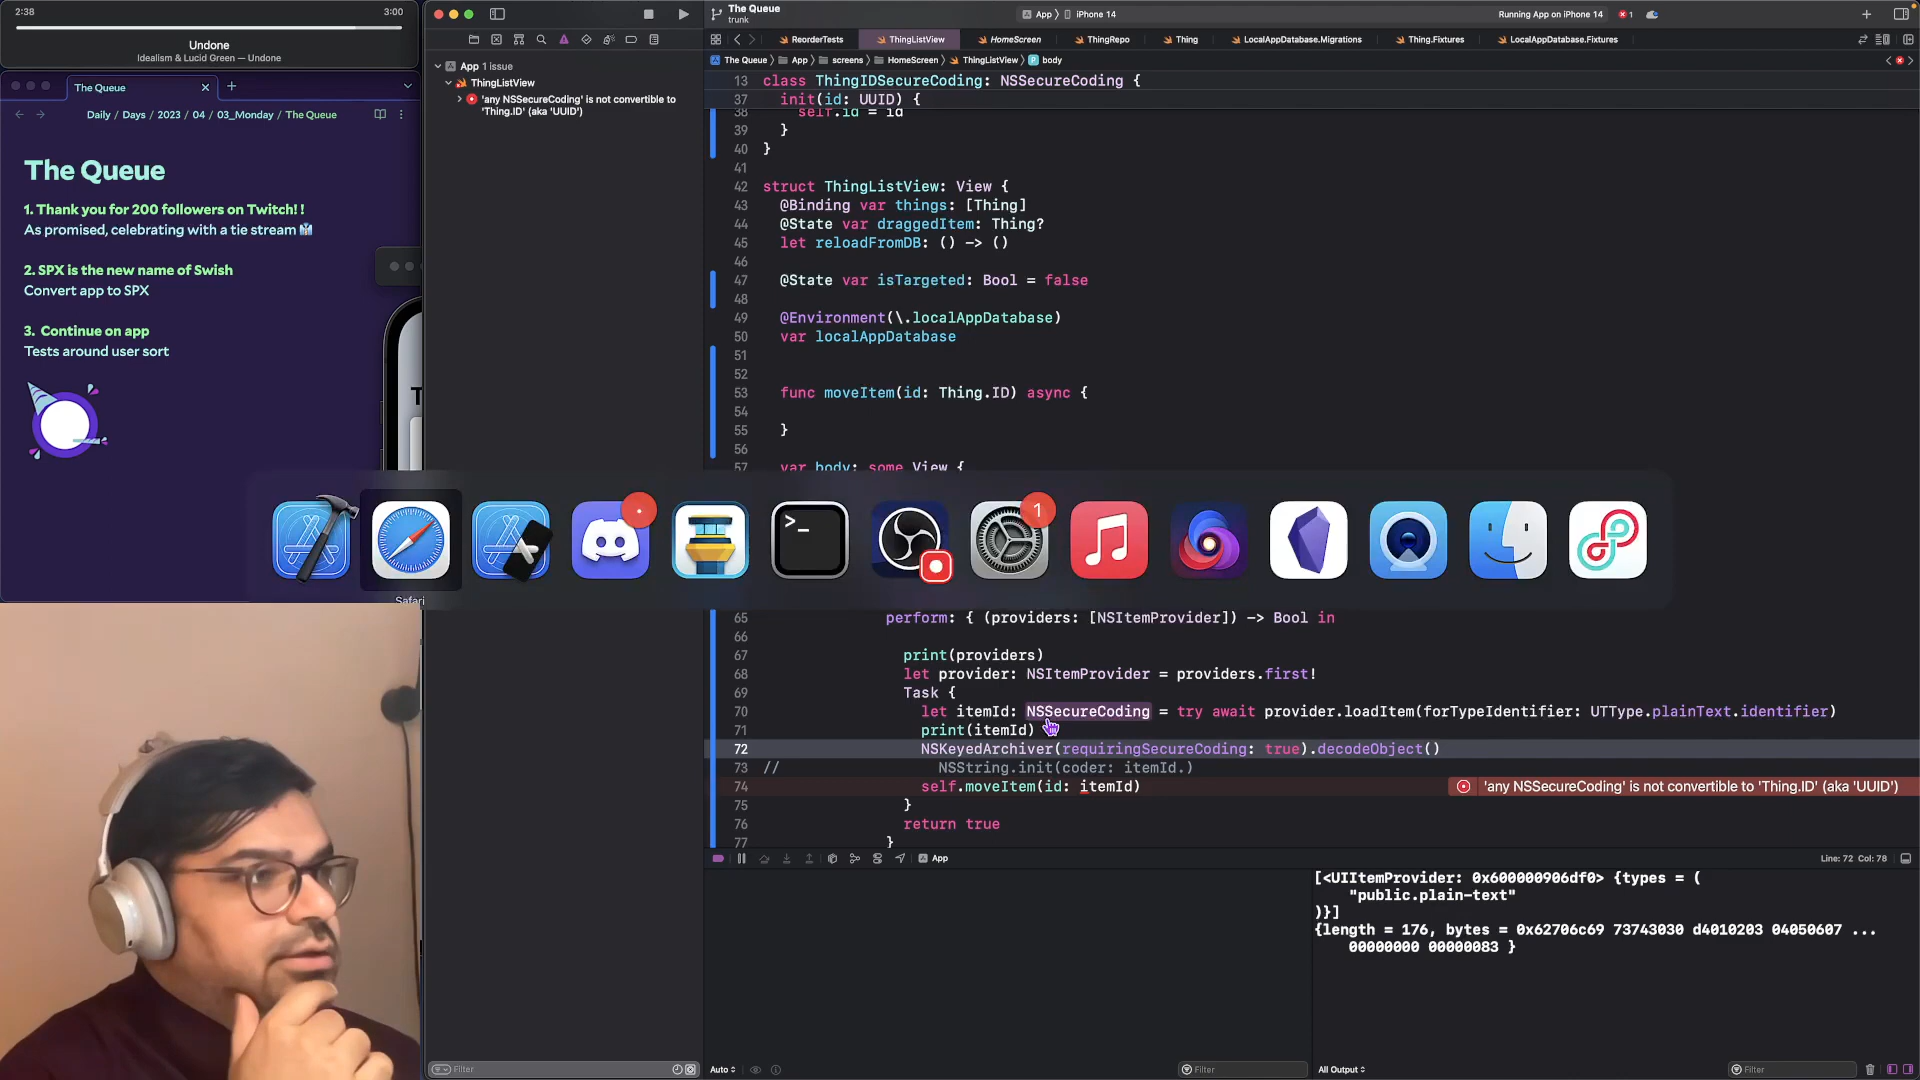 2:38
3:00
Undone
Idealism & Lucid Green — Undone
The Queue
Daily / Days / 2023 / 04 / 03_Monday / The Queue
The Queue
1. Thank you for 200 followers on Twitch! !
As promised, celebrating with a tie stream 👔
2. SPX is the new name of Swish
Convert app to SPX
3. Continue on app
Tests around user sort
App 1 issue
ThingListView
'any NSSecureCoding' is not convertible to
'Thing.ID' (aka 'UUID')
The Queue
trunk
App
iPhone 14
Running App on iPhone 14
1
ReorderTests
ThingListView
HomeScreen
ThingRepo
Thing
LocalAppDatabase.Migrations
Thing.Fixtures
LocalAppDatabase.Fixtures
The Queue
App
screens
HomeScreen
ThingListView
body
13 class ThingIDSecureCoding: NSSecureCoding {
37 init(id: UUID) {
38 self.id = id
39 }
40 }
41
42 struct ThingListView: View {
43 @Binding var things: [Thing]
44 @State var draggedItem: Thing?
45 let reloadFromDB: () -> ()
46
47 @State var isTargeted: Bool = false
48
49 @Environment(\.localAppDatabase)
50 var localAppDatabase
51
52
53 func moveItem(id: Thing.ID) async {
54
55 }
56
57 var body: some View {
>_
1
Safari
65 perform: { (providers: [NSItemProvider]) -> Bool in
66
67 print(providers)
68 let provider: NSItemProvider = providers.first!
69 Task {
70 let itemId: NSSecureCoding = try await provider.loadItem(forTypeIdentifier: UTType.plainText.identifier)
71 print(itemId)
72 NSKeyedArchiver(requiringSecureCoding: true).decodeObject()
73 // NSString.init(coder: itemId.)
74 self.moveItem(id: itemId)
'any NSSecureCoding' is not convertible to 'Thing.ID' (aka 'UUID')
75 }
76 return true
77 }
App
Line: 72 Col: 78
[<UIItemProvider: 0x600000906df0> {types = (
"public.plain-text"
)}]
{length = 176, bytes = 0x62706c69 73743030 d4010203 04050607 ...
00000000 00000083 }
Filter
Auto
Filter
All Output
Filter